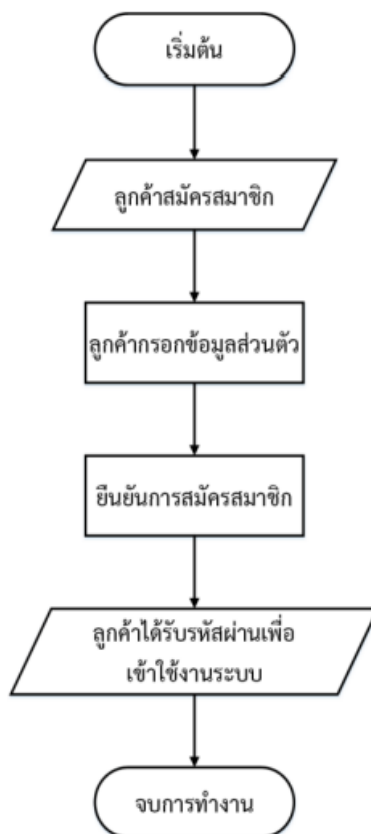 เริ่มต้น
ลูกค้าสมัครสมาชิก
ลูกค้ากรอกข้อมูลส่วนตัว
ยืนยันการสมัครสมาชิก
ลูกค้าได้รับรหัสผ่านเพื่อ
เข้าใช้งานระบบ
จบการทำงาน